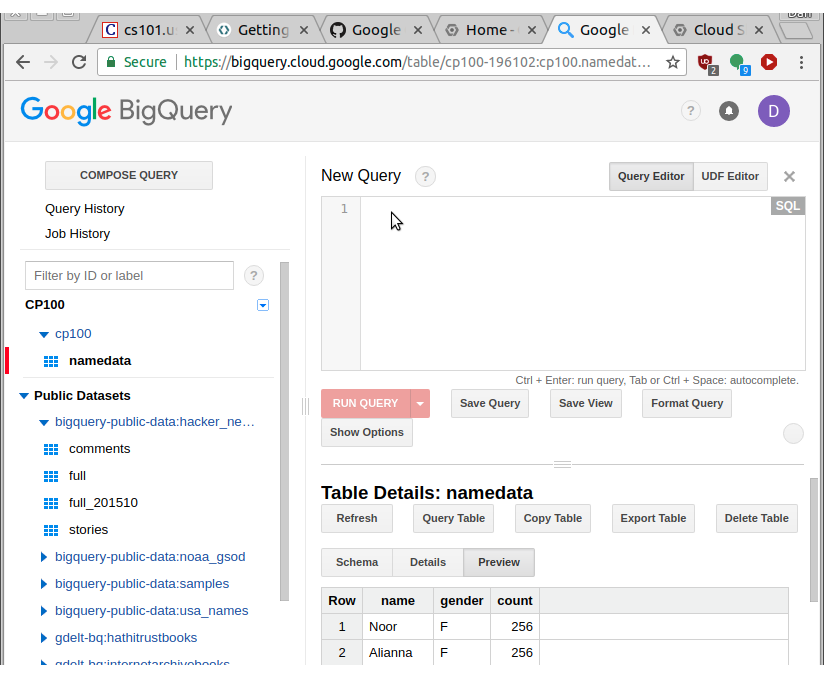 cs101.u
Getting
Google
Home -
Google
Cloud S
Secure https://bigquery.cloud.google.com/table/cp100-196102:cp100.namedat...
2
9
Google BigQuery
?
D
COMPOSE QUERY
Query History
Job History
Filter by ID or label
?
CP100
cp100
namedata
Public Datasets
bigquery-public-data:hacker_ne…
comments
full
full_201510
stories
bigquery-public-data:noaa_gsod
bigquery-public-data:samples
bigquery-public-data:usa_names
gdelt-bq:hathitrustbooks
gdelt-bq:internetarchivebooks
New Query ?
Query Editor UDF Editor
1
SQL
Ctrl + Enter: run query, Tab or Ctrl + Space: autocomplete.
RUN QUERY Save Query Save View Format Query
Show Options
Table Details: namedata
Refresh Query Table Copy Table Export Table Delete Table
Schema Details Preview
Row name gender count
1 Noor F 256
2 Alianna F 256